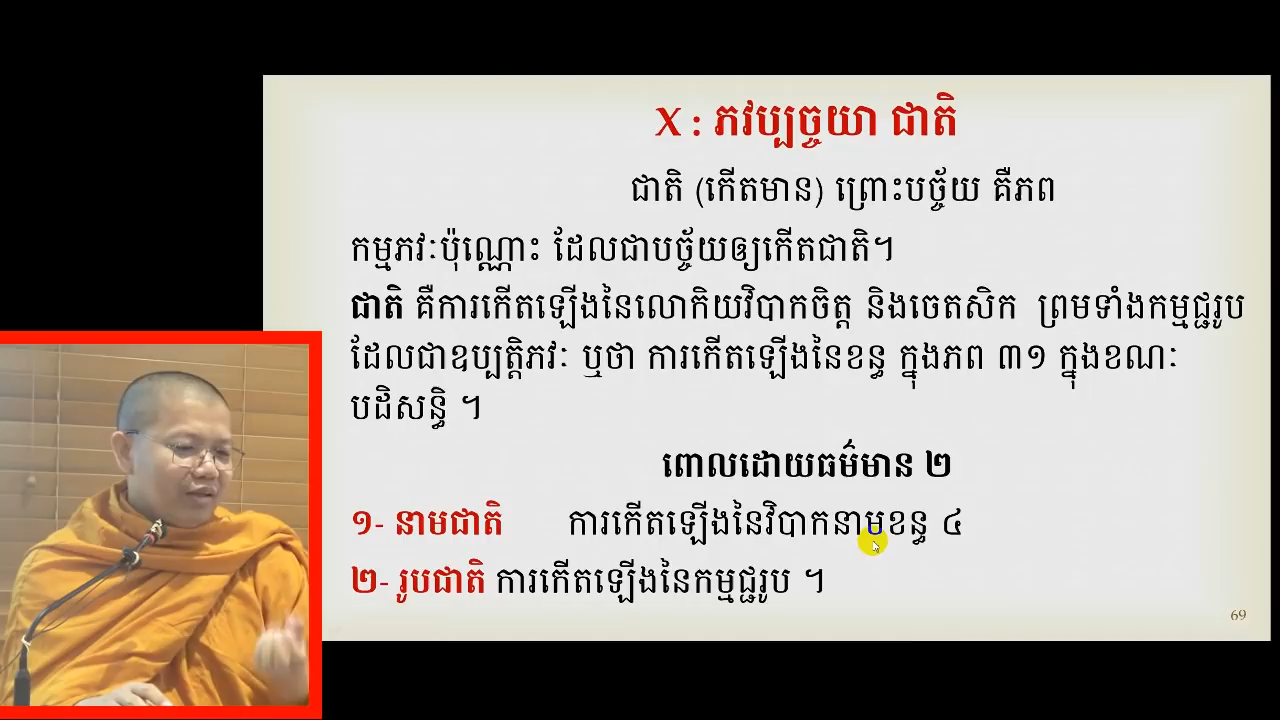 X : ភវប្បច្ចយា ជាតិ
ជាតិ (កើតមាន) ព្រោះបច្ច័យ គឺភព
កម្មភវៈប៉ុណ្ណោះ ដែលជាបច្ច័យឲ្យកើតជាតិ។
ជាតិ គឺការកើតឡើងនៃលោកិយវិបាកចិត្ត និងចេតសិក ព្រមទាំងកម្មជ្ជរូប
ដែលជាឧប្បត្តិភវៈ ឬថា ការកើតឡើងនៃខន្ធ ក្នុងភព ៣១ ក្នុងខណៈ
បដិសន្ធិ ។
ពោលដោយធម៌មាន ២
១- នាមជាតិ ការកើតឡើងនៃវិបាកនាមខន្ធ ៤
២- រូបជាតិ ការកើតឡើងនៃកម្មជ្ជរូប ។
69